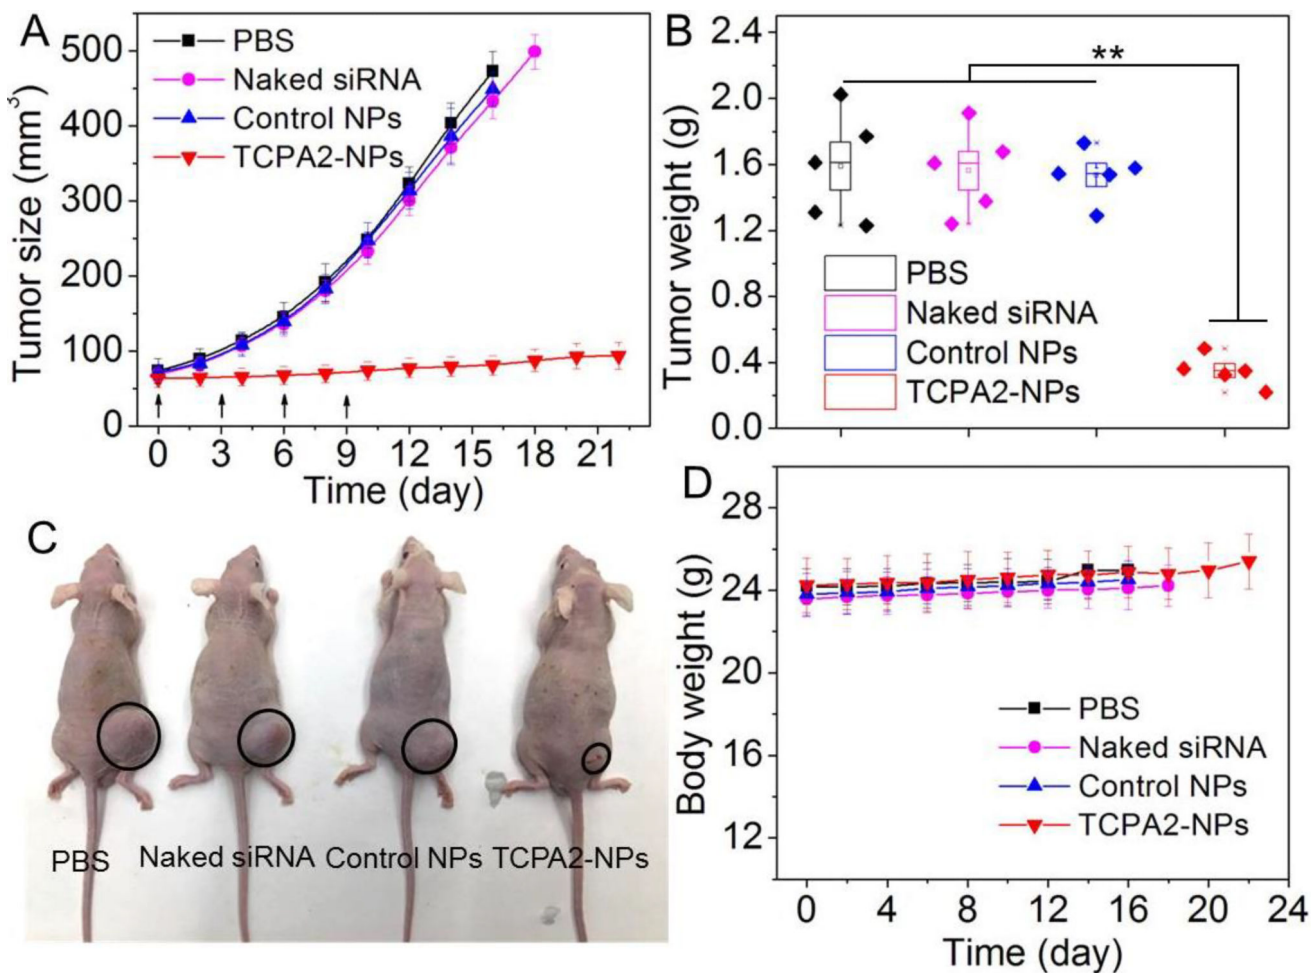 A
PBS
Naked siRNA
Control NPs
TCPA2-NPs
Tumor size (mm³)
500
400
300
200
100
0
0 3 6 9 12 15 18 21
Time (day)
B
**
Tumor weight (g)
2.4
2.0
1.6
1.2
0.8
0.4
0.0
PBS
Naked siRNA
Control NPs
TCPA2-NPs
C
PBS Naked siRNA Control NPs TCPA2-NPs
D
Body weight (g)
28
24
20
16
12
PBS
Naked siRNA
Control NPs
TCPA2-NPs
0 4 8 12 16 20 24
Time (day)